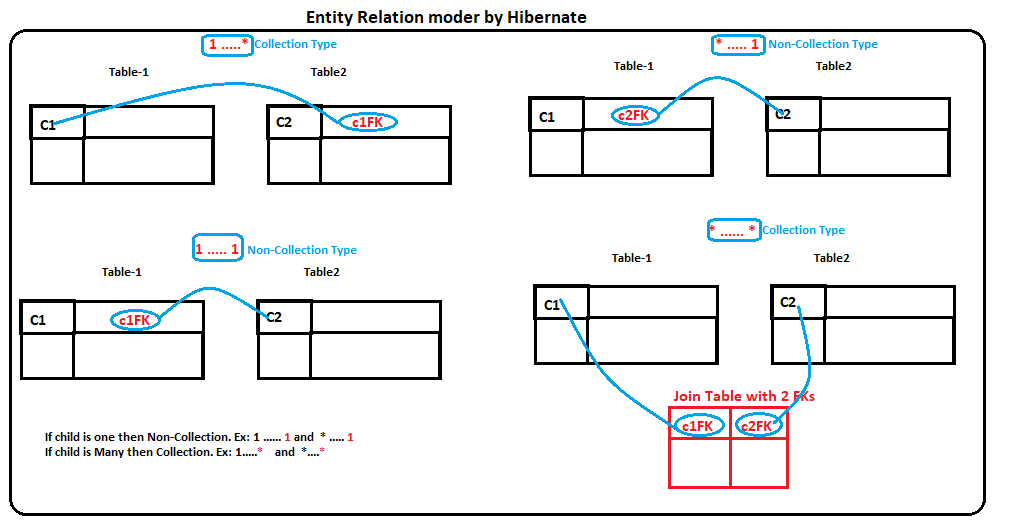 Entity Relation moder by Hibernate
1 .....* Collection Type
Table-1 Table2
C1 C2 c1FK
* ..... 1 Non-Collection Type
Table-1 Table2
C1 c2FK C2
1 ..... 1 Non-Collection Type
Table-1 Table2
C1 c1FK C2
* ...... * Collection Type
Table-1 Table2
C1 C2
Join Table with 2 FKs
c1FK c2FK
If child is one then Non-Collection. Ex: 1 ...... 1 and * ..... 1
If child is Many then Collection. Ex: 1.....* and *....*